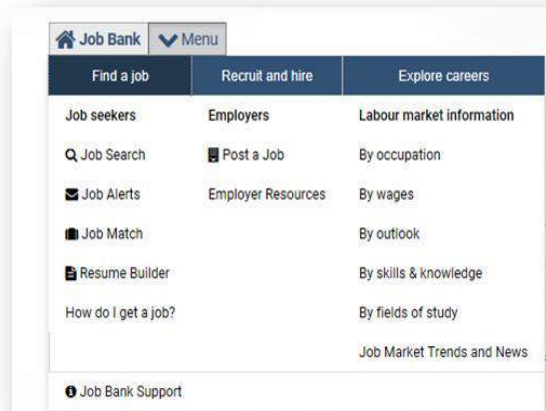 Job Bank Menu
Find a job Recruit and hire Explore careers
Job seekers Employers Labour market information
Job Search Post a Job By occupation
Job Alerts Employer Resources By wages
Job Match By outlook
Resume Builder By skills & knowledge
How do I get a job? By fields of study
Job Market Trends and News
Job Bank Support